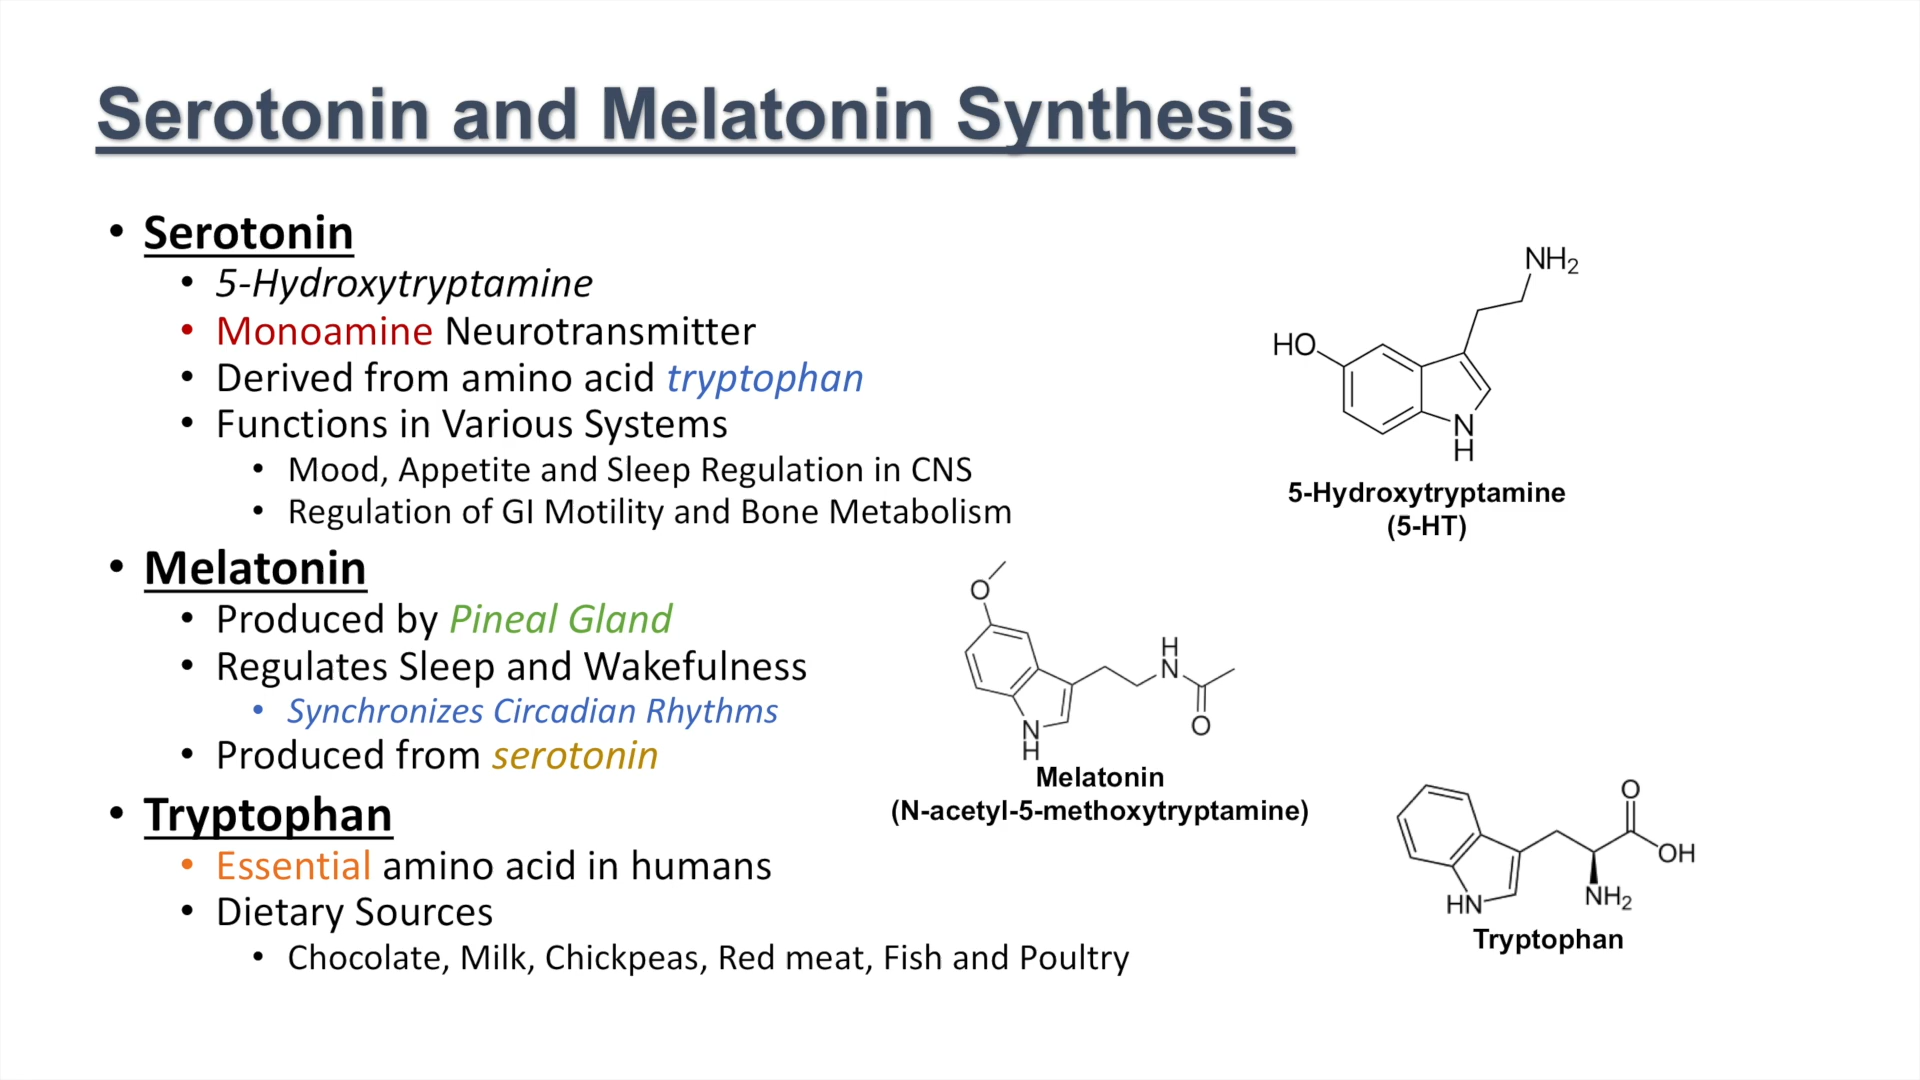 Serotonin and Melatonin Synthesis
• Serotonin
• 5-Hydroxytryptamine
• Monoamine Neurotransmitter
• Derived from amino acid tryptophan
• Functions in Various Systems
• Mood, Appetite and Sleep Regulation in CNS
• Regulation of GI Motility and Bone Metabolism
NH2
HO
N
H
5-Hydroxytryptamine
(5-HT)
• Melatonin
• Produced by Pineal Gland
• Regulates Sleep and Wakefulness
• Synchronizes Circadian Rhythms
• Produced from serotonin
O
H
N
O
N
H
Melatonin
(N-acetyl-5-methoxytryptamine)
• Tryptophan
• Essential amino acid in humans
• Dietary Sources
• Chocolate, Milk, Chickpeas, Red meat, Fish and Poultry
O
OH
NH2
HN
Tryptophan